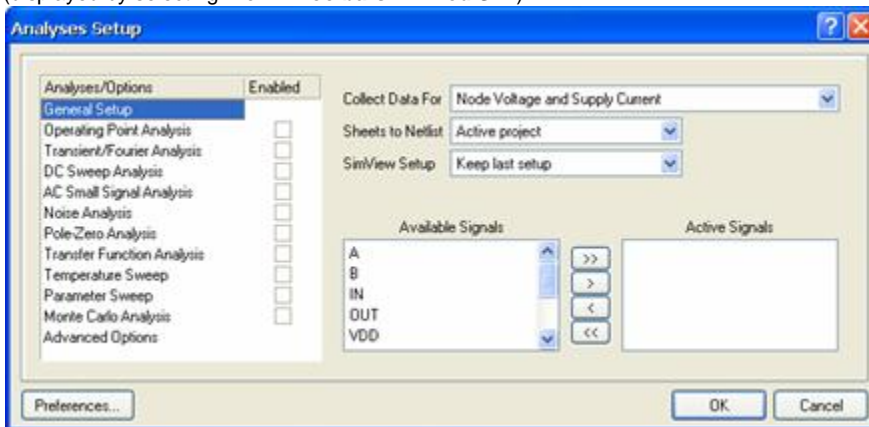 Analyses Setup
Analyses/Options Enabled
General Setup
Operating Point Analysis
Transient/Fourier Analysis
DC Sweep Analysis
AC Small Signal Analysis
Noise Analysis
Pole-Zero Analysis
Transfer Function Analysis
Temperature Sweep
Parameter Sweep
Monte Carlo Analysis
Advanced Options
Collect Data For Node Voltage and Supply Current
Sheets to Netlist Active project
SimView Setup Keep last setup
Available Signals
A
B
IN
OUT
VDD
>>
>
<
<<
Active Signals
Preferences...
OK
Cancel